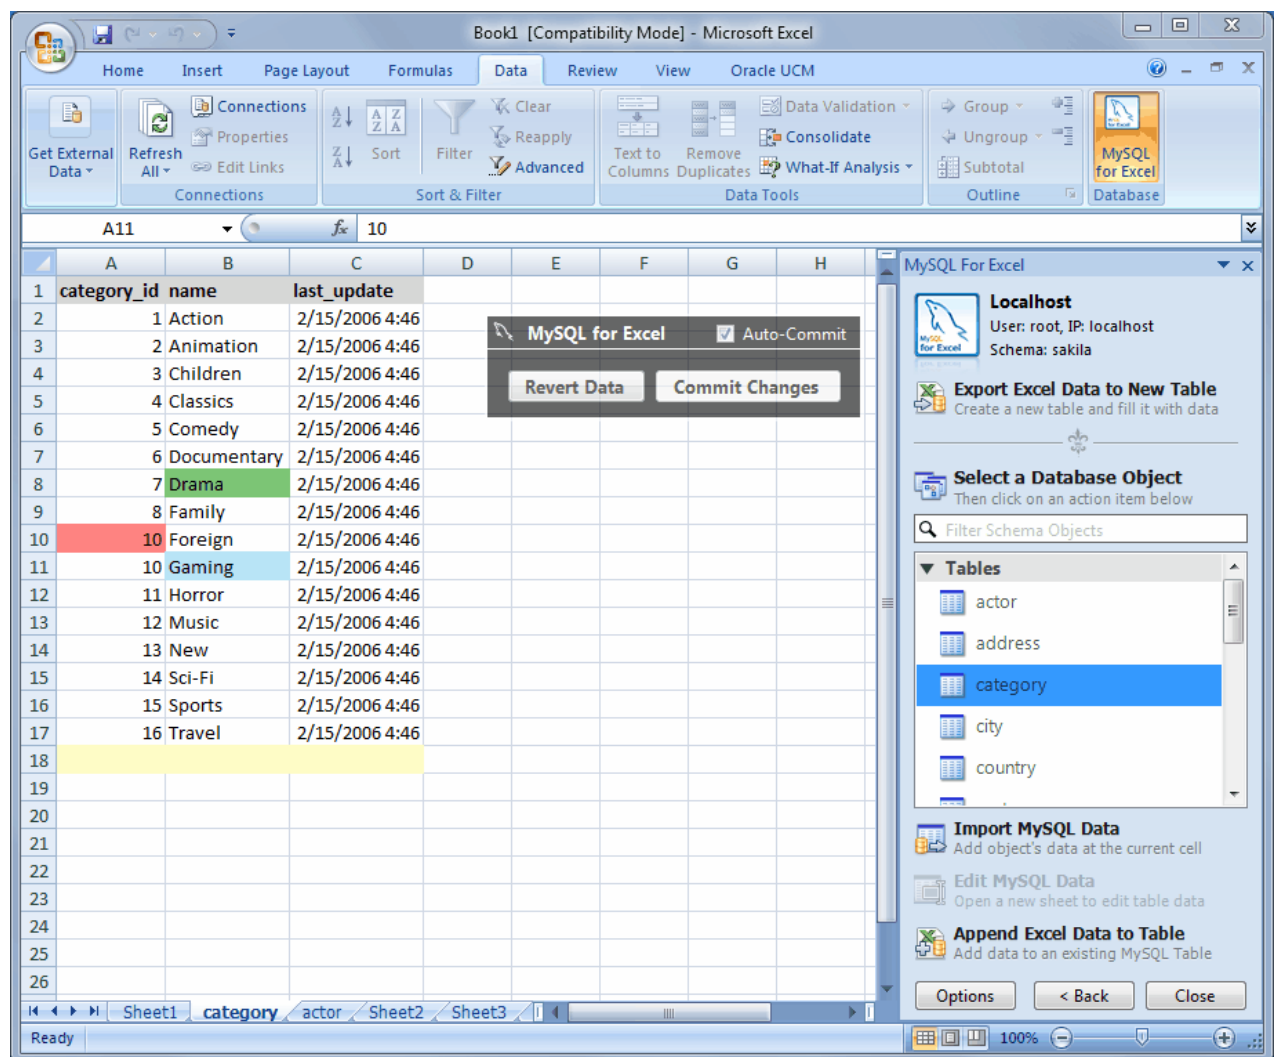 Book1 [Compatibility Mode] - Microsoft Excel
Home Insert Page Layout Formulas Data Review View Oracle UCM
Get External Data
Refresh All
Connections
Properties
Edit Links
Connections
Sort
Filter
Clear
Reapply
Advanced
Sort & Filter
Text to Columns
Remove Duplicates
Data Validation
Consolidate
What-If Analysis
Data Tools
Group
Ungroup
Subtotal
Outline
MySQL for Excel
Database
A11 fx 10
A B C D E F G H
1 category_id name last_update
2 1 Action 2/15/2006 4:46
3 2 Animation 2/15/2006 4:46
4 3 Children 2/15/2006 4:46
5 4 Classics 2/15/2006 4:46
6 5 Comedy 2/15/2006 4:46
7 6 Documentary 2/15/2006 4:46
8 7 Drama 2/15/2006 4:46
9 8 Family 2/15/2006 4:46
10 10 Foreign 2/15/2006 4:46
11 10 Gaming 2/15/2006 4:46
12 11 Horror 2/15/2006 4:46
13 12 Music 2/15/2006 4:46
14 13 New 2/15/2006 4:46
15 14 Sci-Fi 2/15/2006 4:46
16 15 Sports 2/15/2006 4:46
17 16 Travel 2/15/2006 4:46
18
19
20
21
22
23
24
25
26
MySQL for Excel Auto-Commit
Revert Data Commit Changes
MySQL For Excel
MySQL for Excel
Localhost
User: root, IP: localhost
Schema: sakila
Export Excel Data to New Table
Create a new table and fill it with data
Select a Database Object
Then click on an action item below
Filter Schema Objects
Tables
actor
address
category
city
country
Import MySQL Data
Add object's data at the current cell
Edit MySQL Data
Open a new sheet to edit table data
Append Excel Data to Table
Add data to an existing MySQL Table
Options < Back Close
Sheet1 category actor Sheet2 Sheet3
Ready 100%